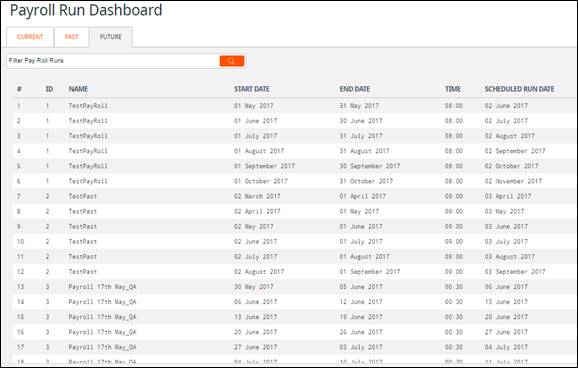 Payroll Run Dashboard
CURRENT PAST FUTURE
Filter Pay Roll Runs
# ID NAME START DATE END DATE TIME SCHEDULED RUN DATE
1 1 TestPayRoll 01 May 2017 31 May 2017 08:00 02 June 2017
2 1 TestPayRoll 01 June 2017 30 June 2017 08:00 02 July 2017
3 1 TestPayRoll 01 July 2017 31 July 2017 08:00 02 August 2017
4 1 TestPayRoll 01 August 2017 31 August 2017 08:00 02 September 2017
5 1 TestPayRoll 01 September 2017 30 September 2017 08:00 02 October 2017
6 1 TestPayRoll 01 October 2017 31 October 2017 08:00 02 November 2017
7 2 TestPast 02 March 2017 01 April 2017 09:00 03 April 2017
8 2 TestPast 02 April 2017 01 May 2017 09:00 03 May 2017
9 2 TestPast 02 May 2017 01 June 2017 09:00 03 June 2017
10 2 TestPast 02 June 2017 01 July 2017 09:00 03 July 2017
11 2 TestPast 02 July 2017 01 August 2017 09:00 03 August 2017
12 2 TestPast 02 August 2017 01 September 2017 09:00 03 September 2017
13 3 Payroll 17th May_QA 30 May 2017 05 June 2017 00:30 06 June 2017
14 3 Payroll 17th May_QA 06 June 2017 12 June 2017 00:30 13 June 2017
15 3 Payroll 17th May_QA 13 June 2017 19 June 2017 00:30 20 June 2017
16 3 Payroll 17th May_QA 20 June 2017 26 June 2017 00:30 27 June 2017
17 3 Payroll 17th May_QA 27 June 2017 03 July 2017 00:30 04 July 2017
18 3 Payroll 17th May_QA 04 July 2017 10 July 2017 00:30 11 July 2017